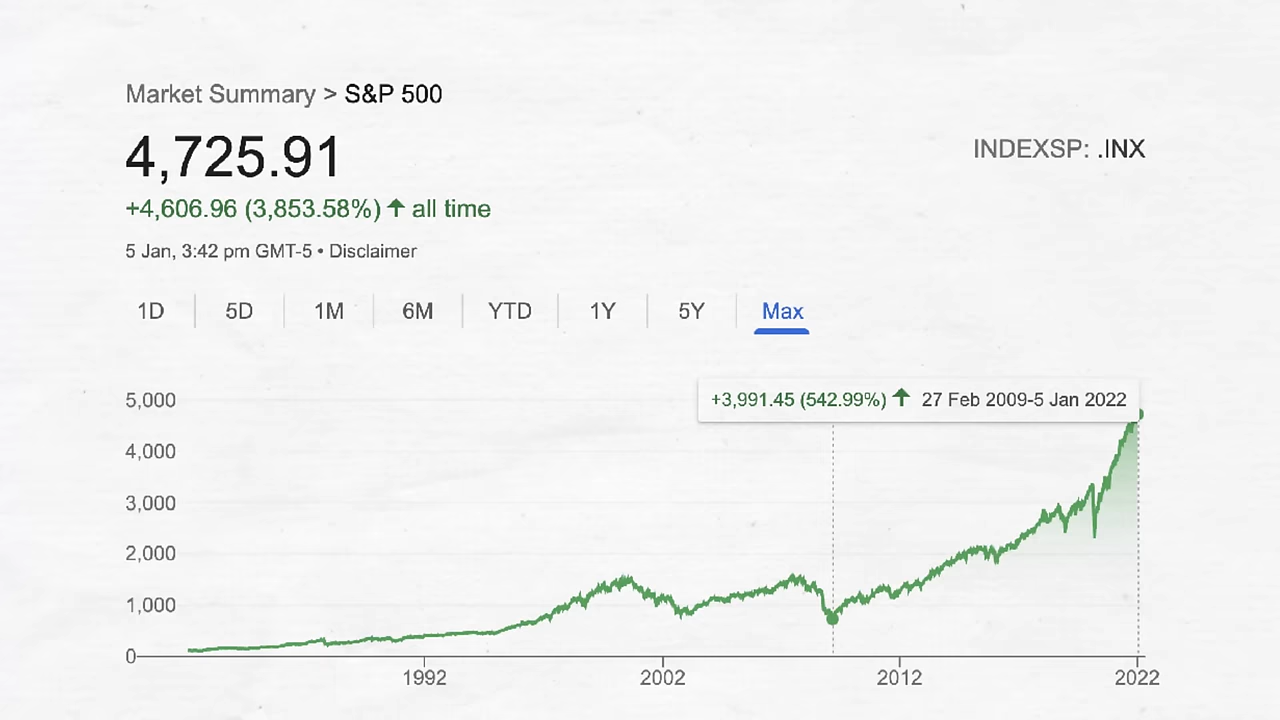 Market Summary > S&P 500
4,725.91
INDEXSP: .INX
+4,606.96 (3,853.58%) ↑ all time
5 Jan, 3:42 pm GMT-5 • Disclaimer
1D 5D 1M 6M YTD 1Y 5Y Max
+3,991.45 (542.99%) ↑ 27 Feb 2009-5 Jan 2022
5,000
4,000
3,000
2,000
1,000
0
1992 2002 2012 2022